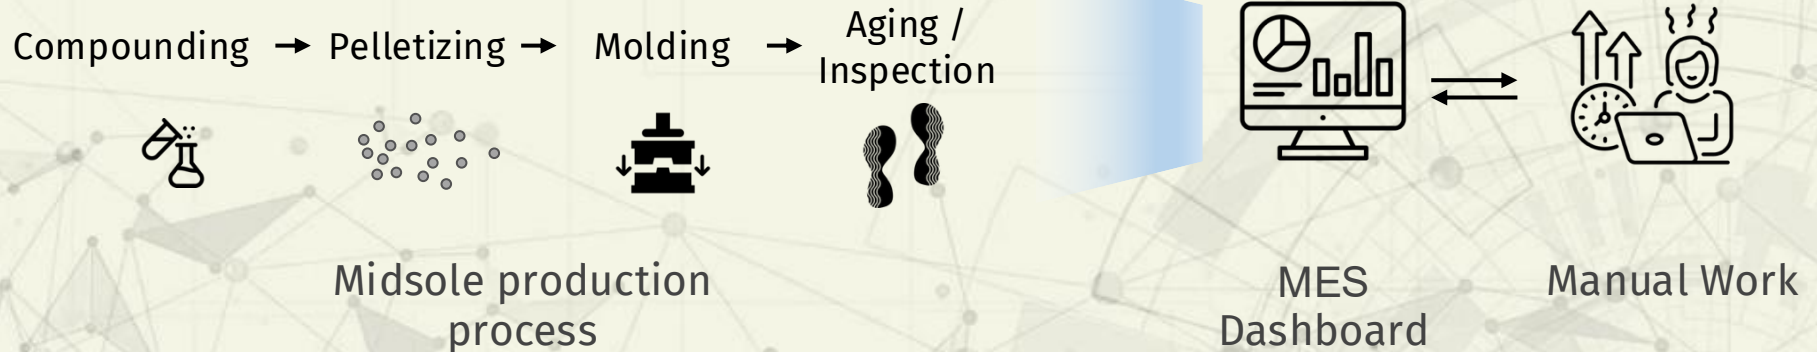 Compounding → Pelletizing → Molding → Aging /
Inspection
Midsole production
process
MES
Dashboard
Manual Work